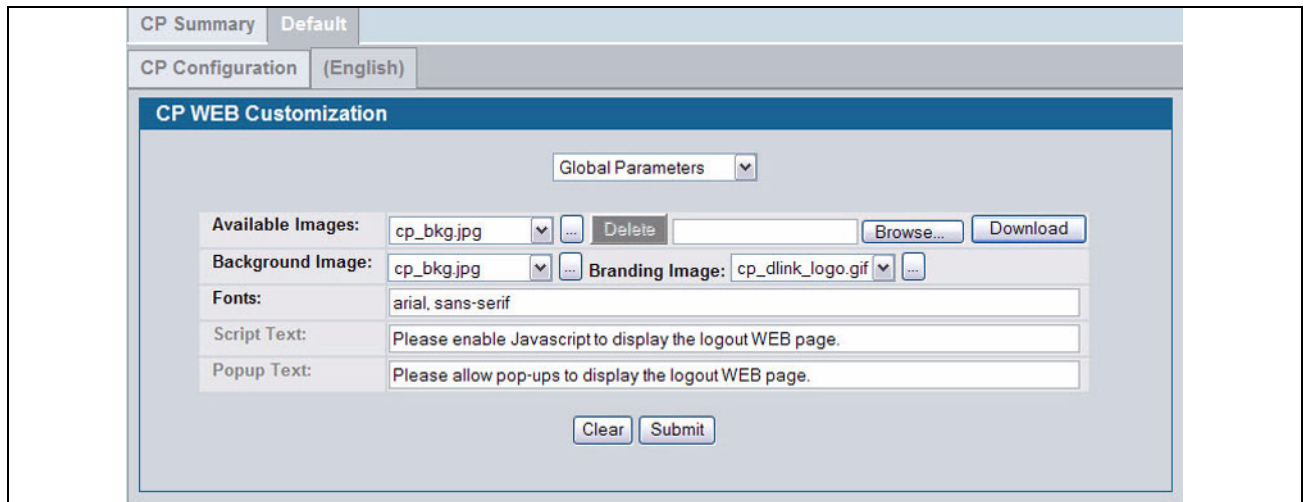 CP Summary Default
CP Configuration (English)
CP WEB Customization
Global Parameters
Available Images: cp_bkg.jpg ... Delete Browse... Download
Background Image: cp_bkg.jpg ... Branding Image: cp_dlink_logo.gif ...
Fonts: arial, sans-serif
Script Text: Please enable Javascript to display the logout WEB page.
Popup Text: Please allow pop-ups to display the logout WEB page.
Clear Submit